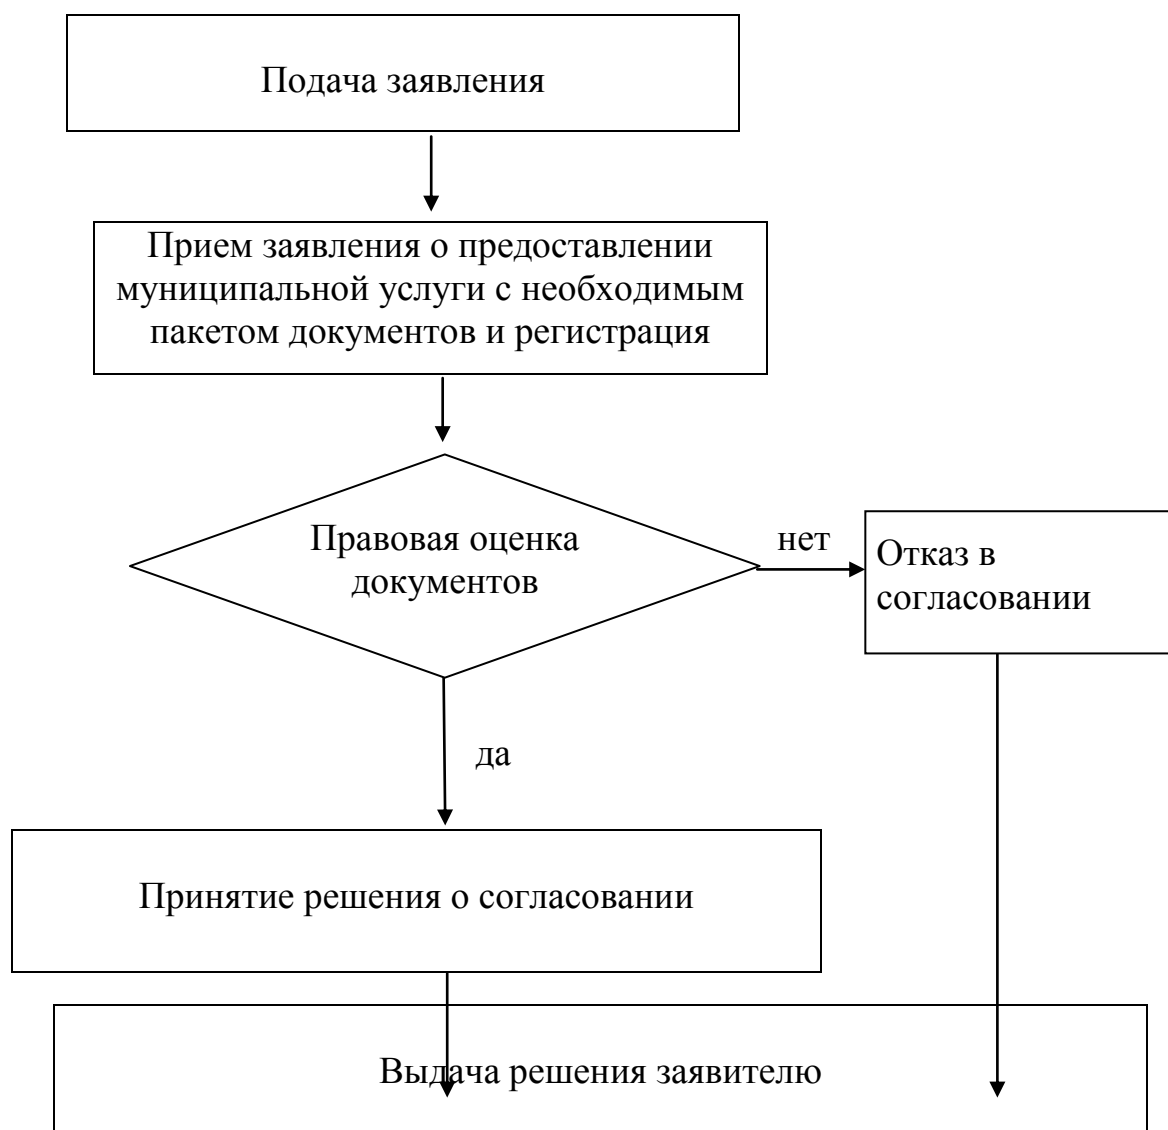 Подача заявления
Прием заявления о предоставлении
муниципальной услуги с необходимым
пакетом документов и регистрация
Правовая оценка
документов
нет
Отказ в
согласовании
да
Принятие решения о согласовании
Выдача решения заявителю